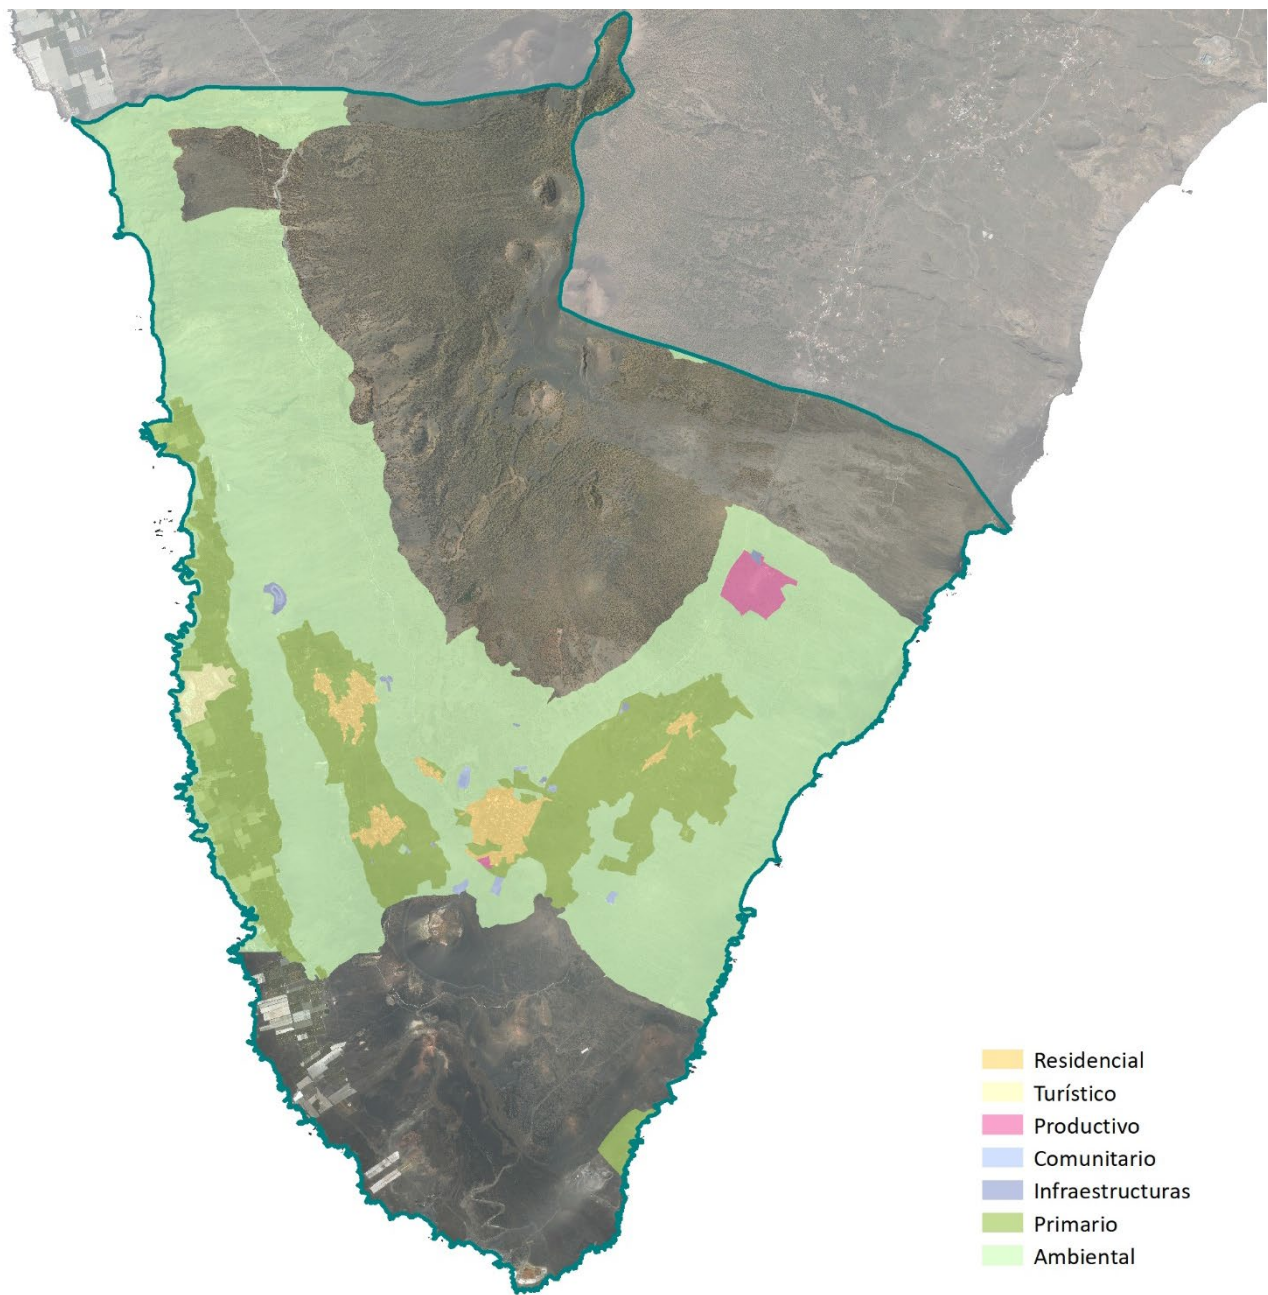 Residencial
Turístico
Productivo
Comunitario
Infraestructuras
Primario
Ambiental